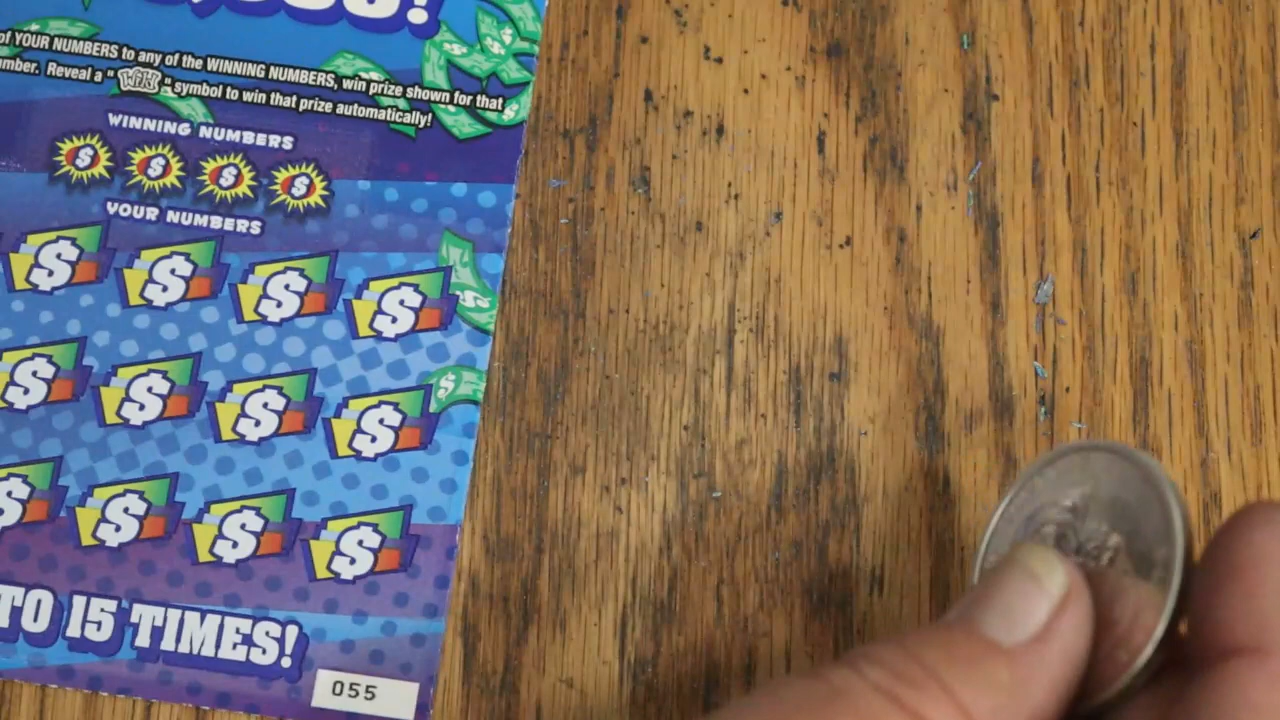 of YOUR NUMBERS to any of the WINNING NUMBERS, win prize shown for that
Reveal a "WIN" symbol to win that prize automatically!
WINNING NUMBERS
$ $ $ $
YOUR NUMBERS
$ $ $ $
$ $ $ $
$ $ $ $
TO 15 TIMES!
055